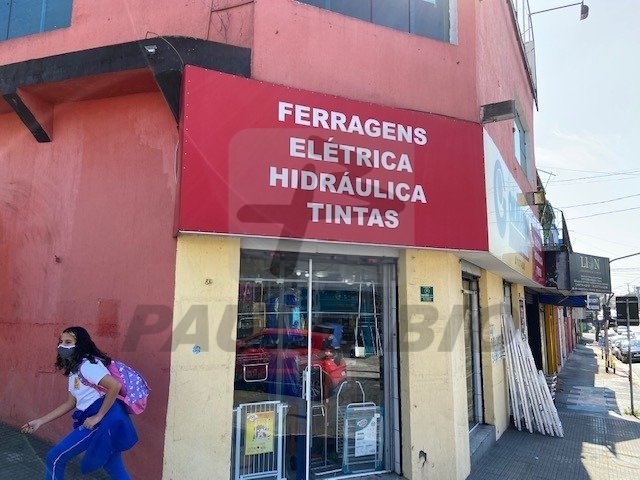 FERRAGENS
ELÉTRICA
HIDRÁULICA
TINTAS